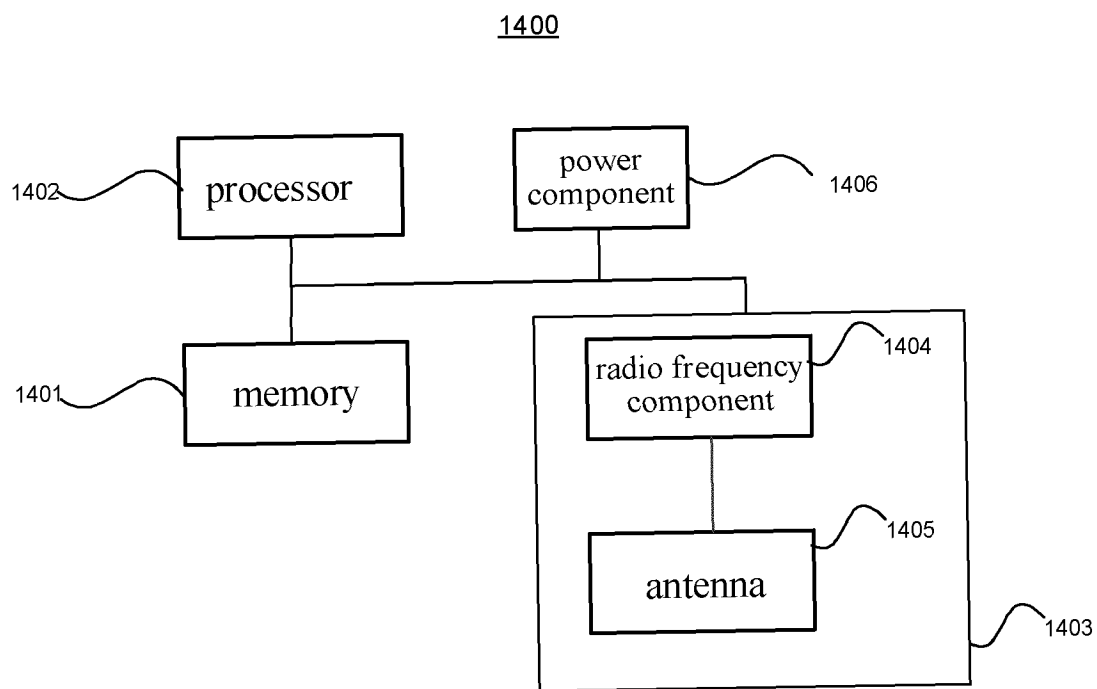 1400
1402
processor
power
component
1406
1401
memory
radio frequency
component
1404
antenna
1405
1403